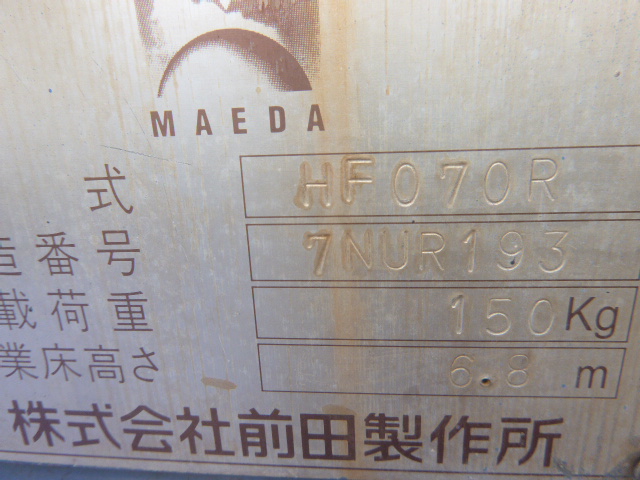 MAEDA
式 HF070R
造番号 7NUR193
載荷重 150Kg
業床高さ 6.8 m
株式会社前田製作所